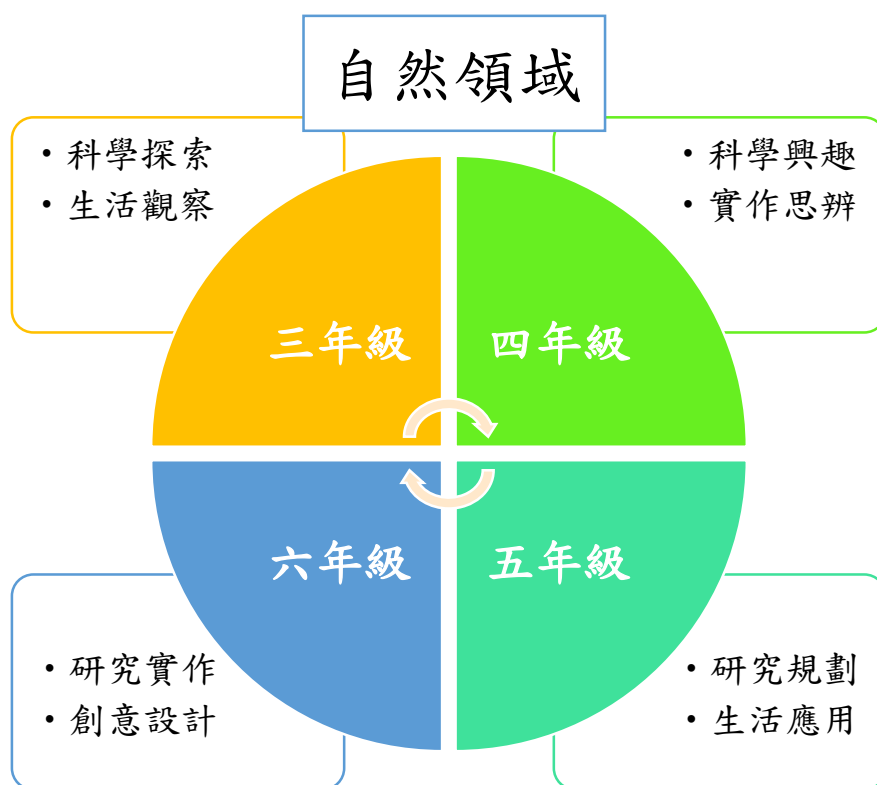 自然領域
• 科學探索
• 生活觀察
• 科學興趣
• 實作思辨
三年級
四年級
六年級
五年級
• 研究實作
• 創意設計
• 研究規劃
• 生活應用